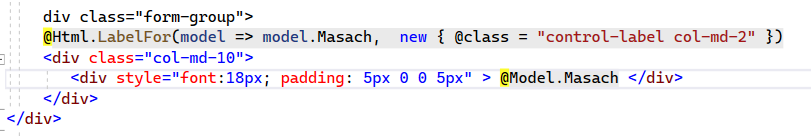 div class="form-group">
@Html.LabelFor(model => model.Masach,  new { @class = "control-label col-md-2" })
<div class="col-md-10">
<div style="font:18px; padding: 5px 0 0 5px" > @Model.Masach </div>
</div>
</div>